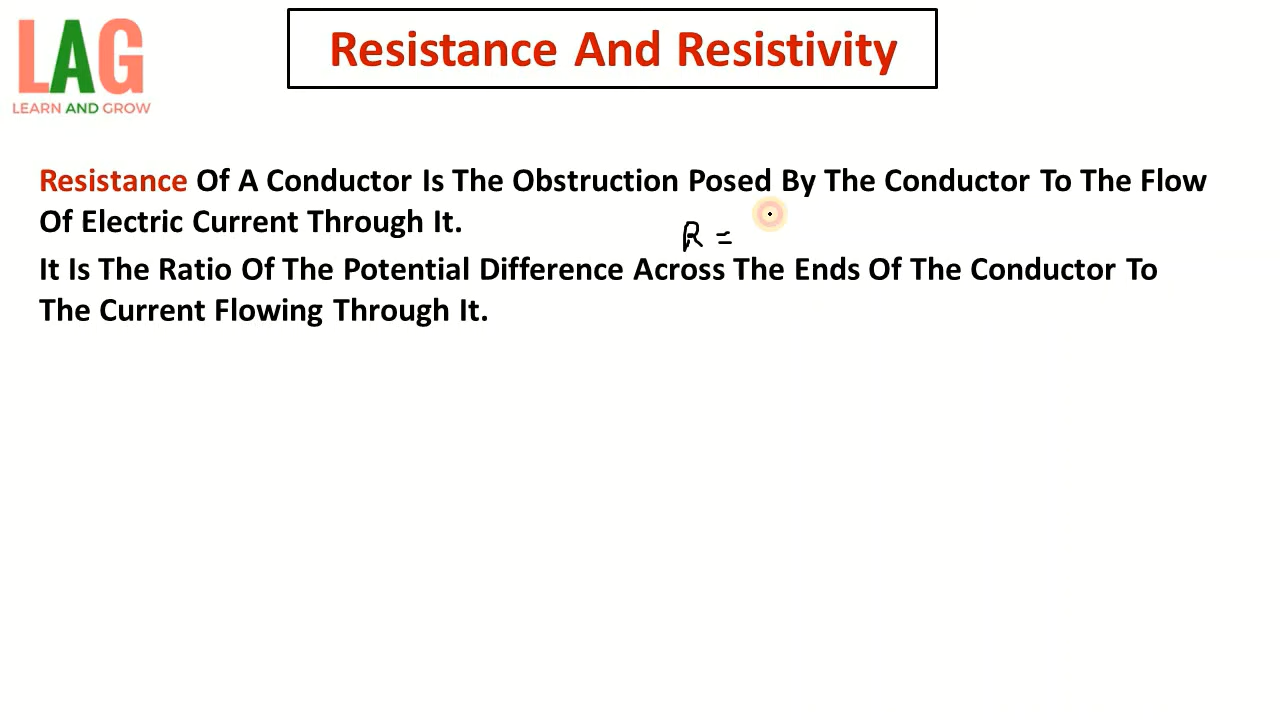 LAG
LEARN AND GROW
Resistance And Resistivity
Resistance Of A Conductor Is The Obstruction Posed By The Conductor To The Flow
Of Electric Current Through It.
R =
It Is The Ratio Of The Potential Difference Across The Ends Of The Conductor To
The Current Flowing Through It.